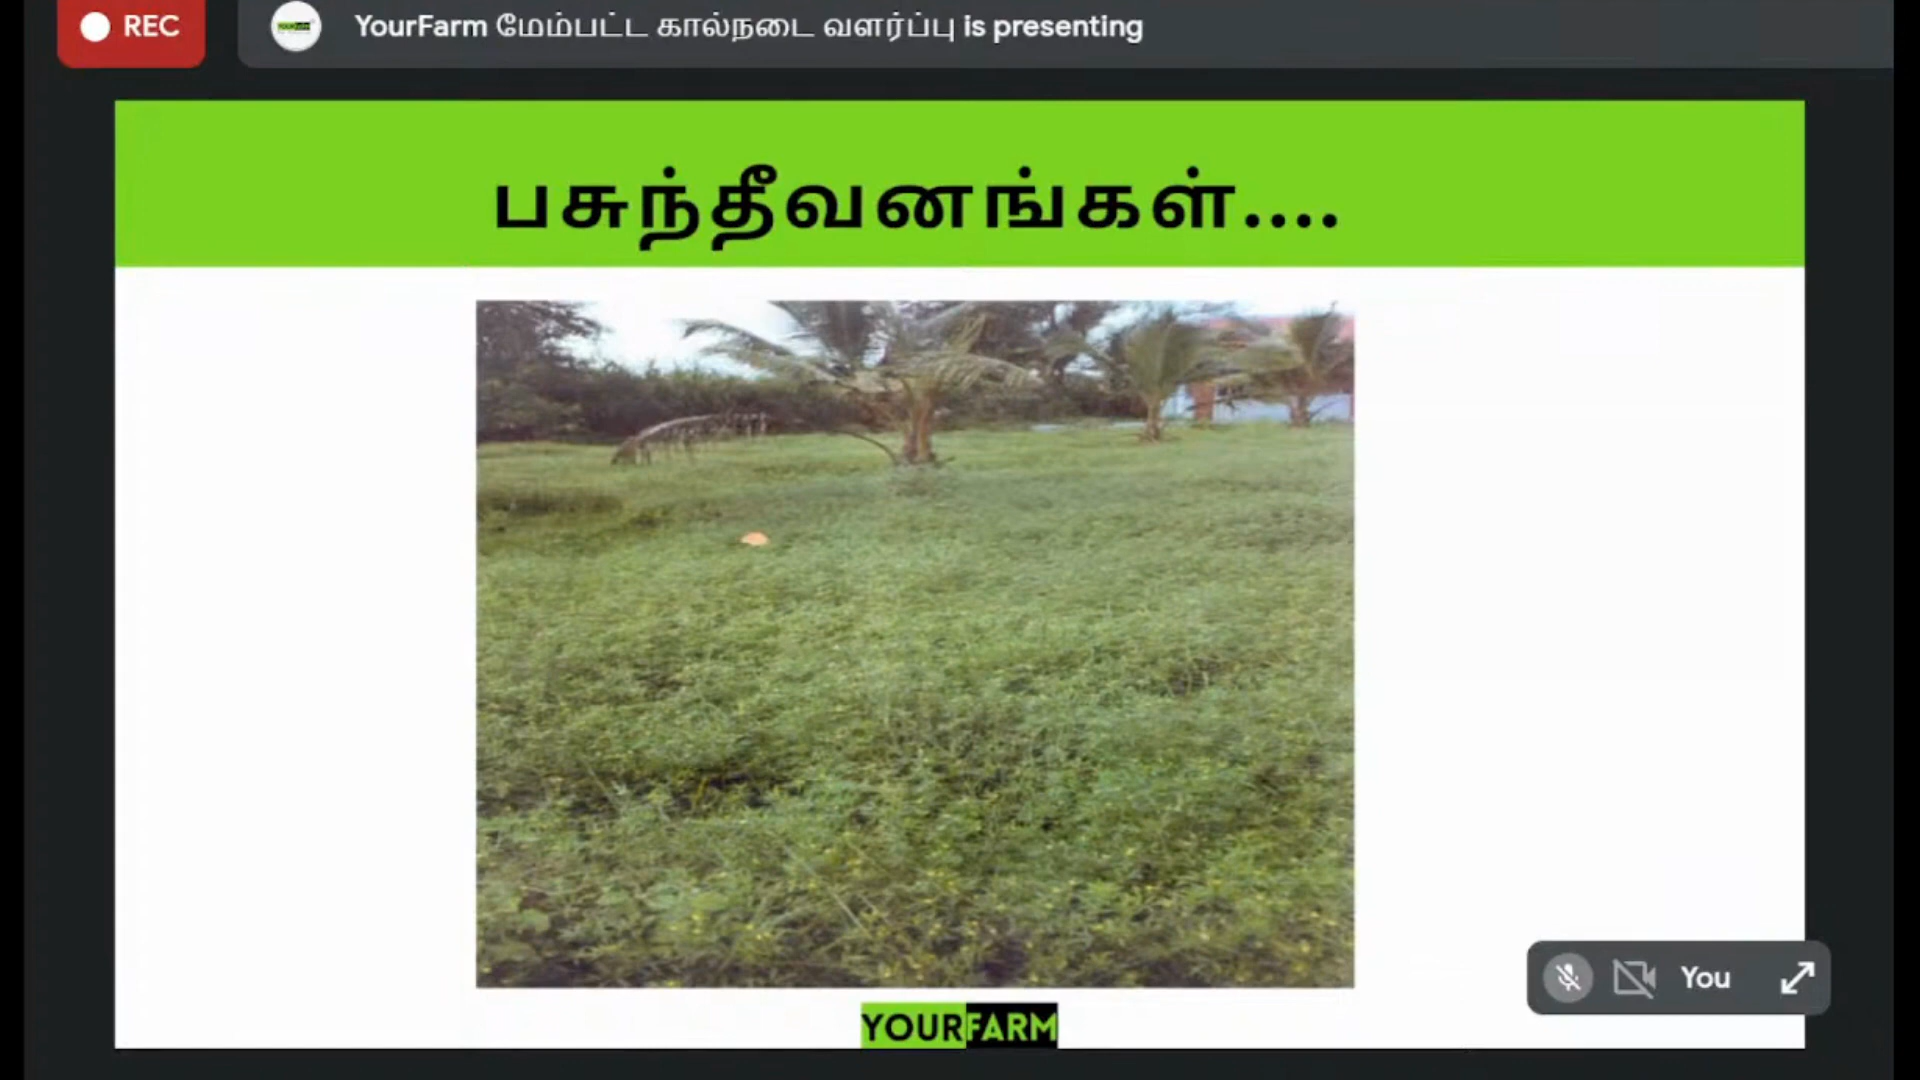 REC
YourFarm மேம்பட்ட கால்நடை வளர்ப்பு is presenting
பசுந்தீவனங்கள்....
You
YOURFARM